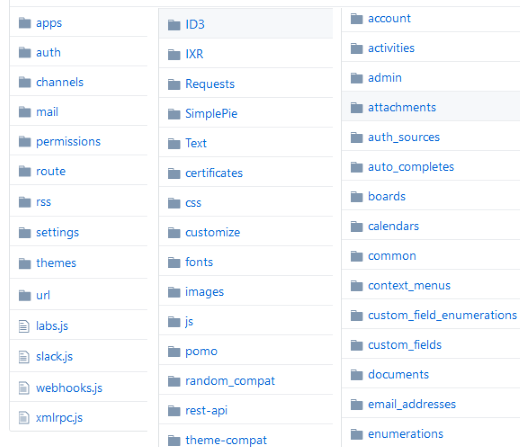 apps
auth
channels
mail
permissions
route
rss
settings
themes
url
labs.js
slack.js
webhooks.js
xmlrpc.js
ID3
IXR
Requests
SimplePie
Text
certificates
css
customize
fonts
images
js
pomo
random_compat
rest-api
theme-compat
account
activities
admin
attachments
auth_sources
auto_completes
boards
calendars
common
context_menus
custom_field_enumerations
custom_fields
documents
email_addresses
enumerations